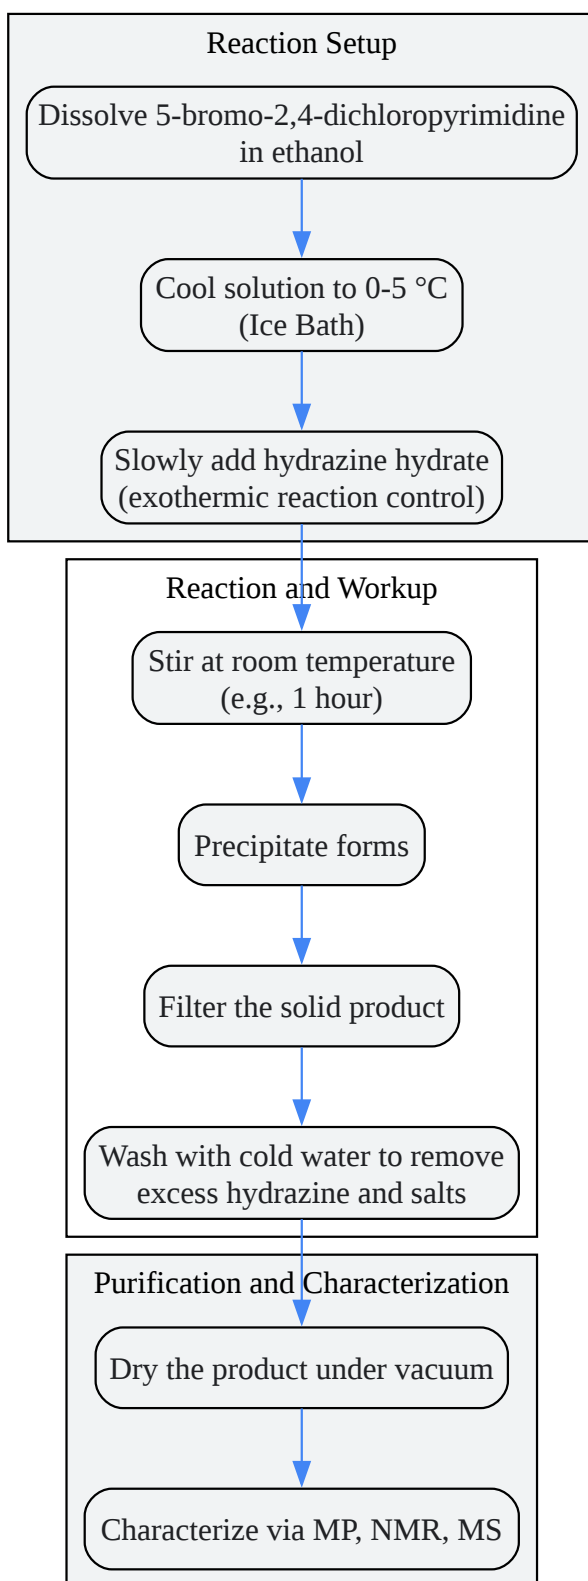 Reaction Setup
Dissolve 5-bromo-2,4-dichloropyrimidine
in ethanol
Cool solution to 0-5 °C
(Ice Bath)
Slowly add hydrazine hydrate
(exothermic reaction control)
Reaction and Workup
Stir at room temperature
(e.g., 1 hour)
Precipitate forms
Filter the solid product
Wash with cold water to remove
excess hydrazine and salts
Purification and Characterization
Dry the product under vacuum
Characterize via MP, NMR, MS